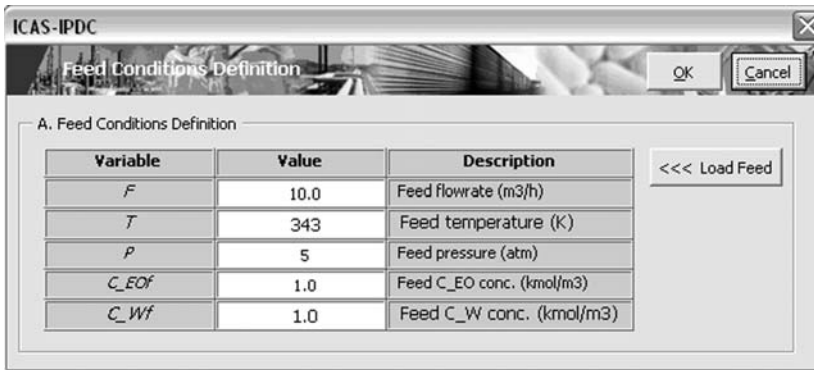 ICAS-IPDC
Feed Conditions Definition
OK
Cancel
A. Feed Conditions Definition
Variable Value Description
F 10.0 Feed flowrate (m3/h)
T 343 Feed temperature (K)
P 5 Feed pressure (atm)
C_EOf 1.0 Feed C_EO conc. (kmol/m3)
C_Wf 1.0 Feed C_W conc. (kmol/m3)
<<< Load Feed